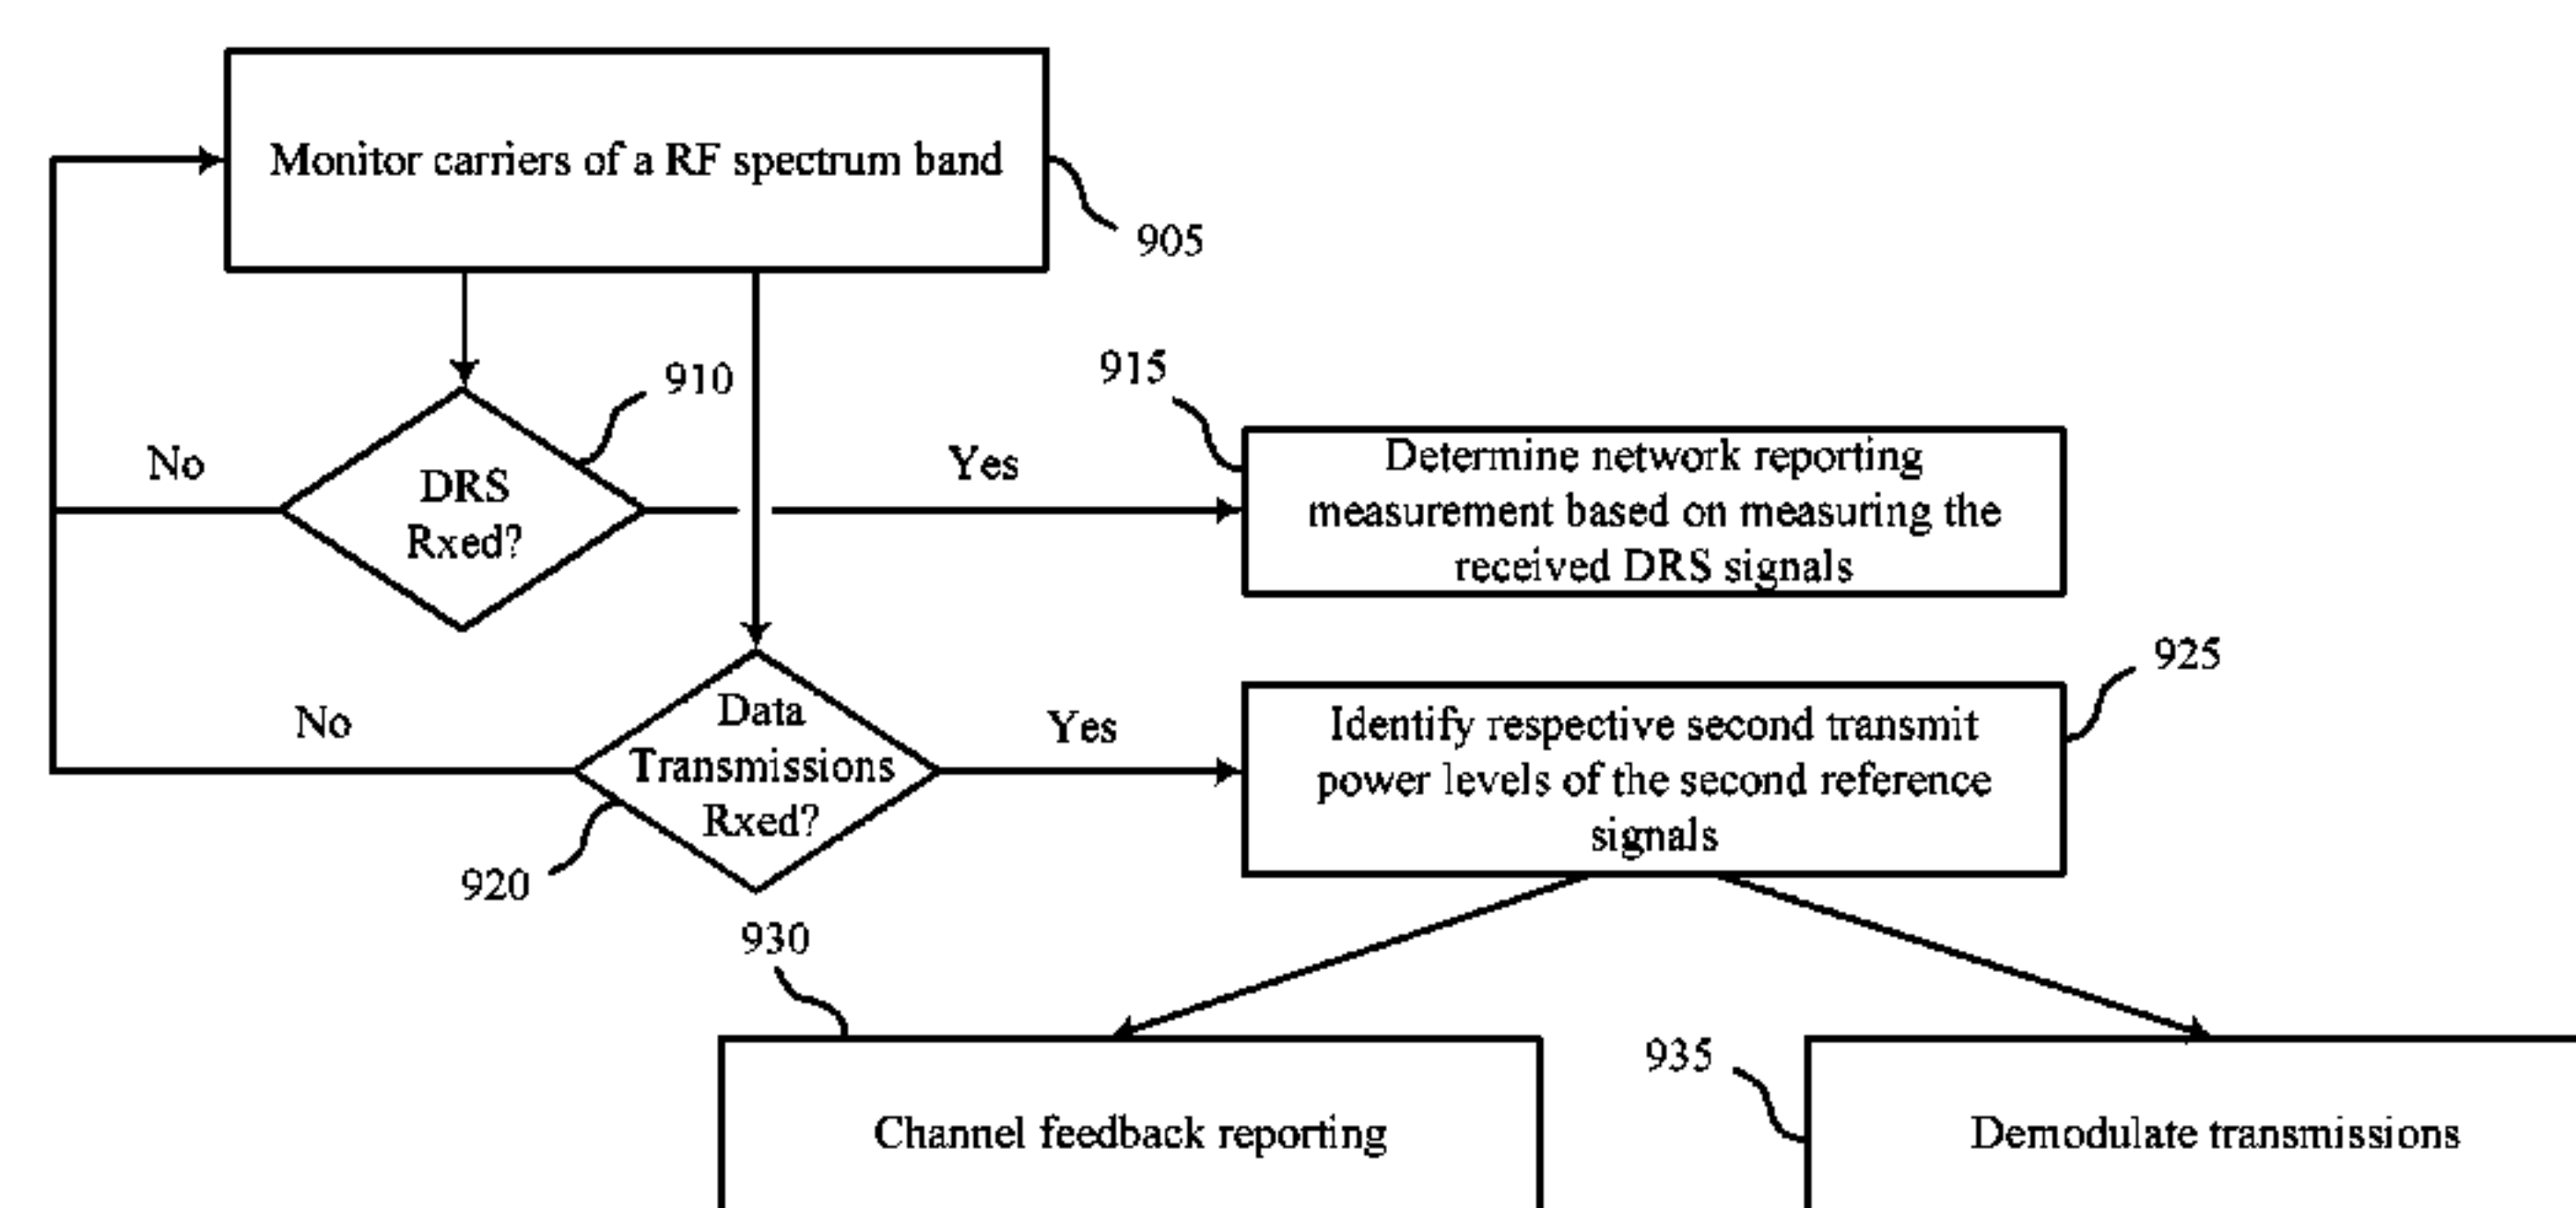 Monitor carriers of a RF spectrum band
905
910
915
No
DRS
Rxed?
Yes
Determine network reporting
measurement based on measuring the
received DRS signals
925
No
Data
Transmissions
Rxed?
Yes
Identify respective second transmit
power levels of the second reference
signals
920
930
935
Channel feedback reporting
Demodulate transmissions